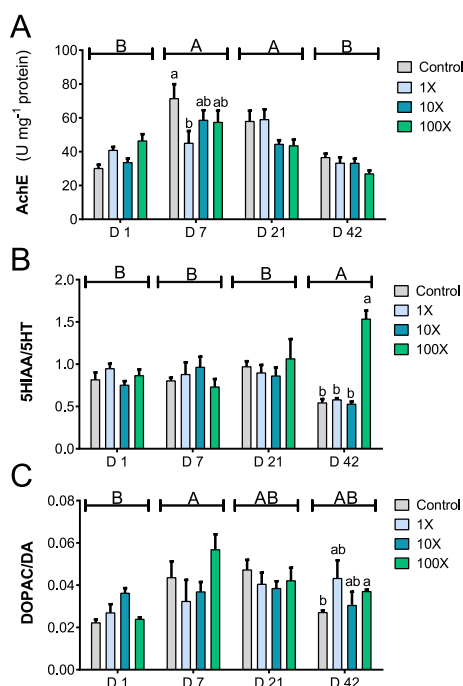 A
B A A B
AchE (U mg-1 protein)
100
80
60
40
20
0
a b ab ab
D 1 D 7 D 21 D 42
Control
1X
10X
100X
B
B B B A
5HIAA/5HT
2.0
1.5
1.0
0.5
0.0
b b b a
D 1 D 7 D 21 D 42
Control
1X
10X
100X
C
B A AB AB
DOPAC/DA
0.08
0.06
0.04
0.02
0.00
b ab ab a
D 1 D 7 D 21 D 42
Control
1X
10X
100X